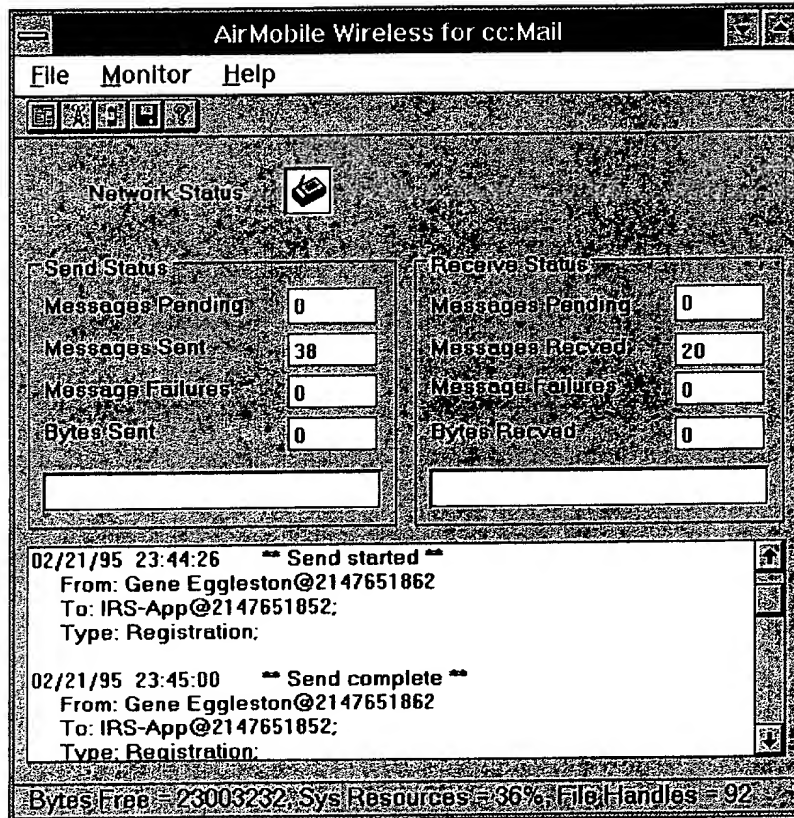 AirMobile Wireless for cc:Mail
File Monitor Help
Network Status
Send Status
Messages Pending 0
Messages Sent 38
Message Failures 0
Bytes Sent 0
Receive Status
Messages Pending 0
Messages Recved 20
Message Failures 0
Bytes Recved 0
02/21/95 23:44:26 ** Send started **
From: Gene Eggleston@2147651862
To: IRS-App@2147651852;
Type: Registration;
02/21/95 23:45:00 ** Send complete **
From: Gene Eggleston@2147651862
To: IRS-App@2147651852;
Type: Registration;
Bytes Free = 23003232, Sys Resources = 36%, File Handles = 92